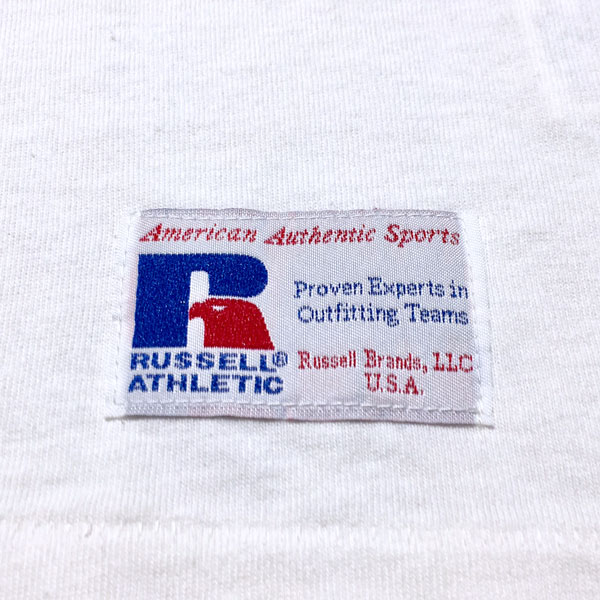 American Authentic Sports
R
RUSSELL®
ATHLETIC
Proven Experts in
Outfitting Teams
Russell Brands, LLC
U.S.A.